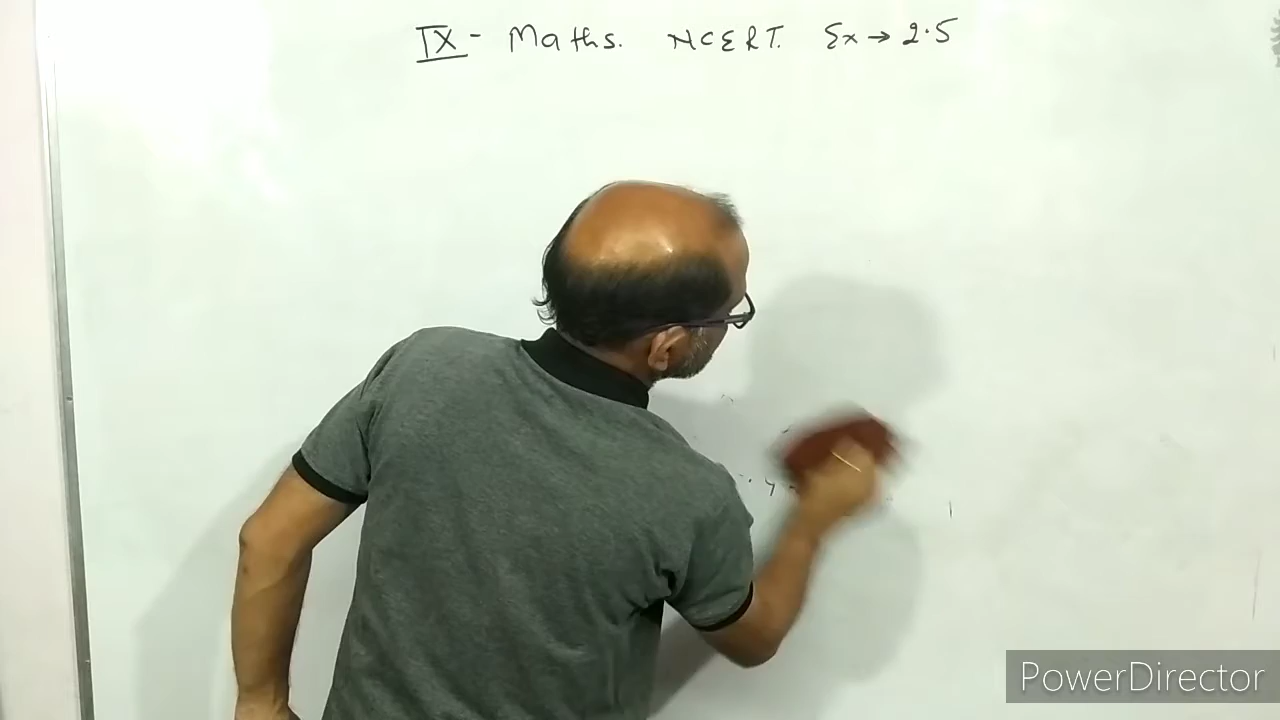 IX - Maths. NCERT. Ex → 2.5
y
PowerDirector